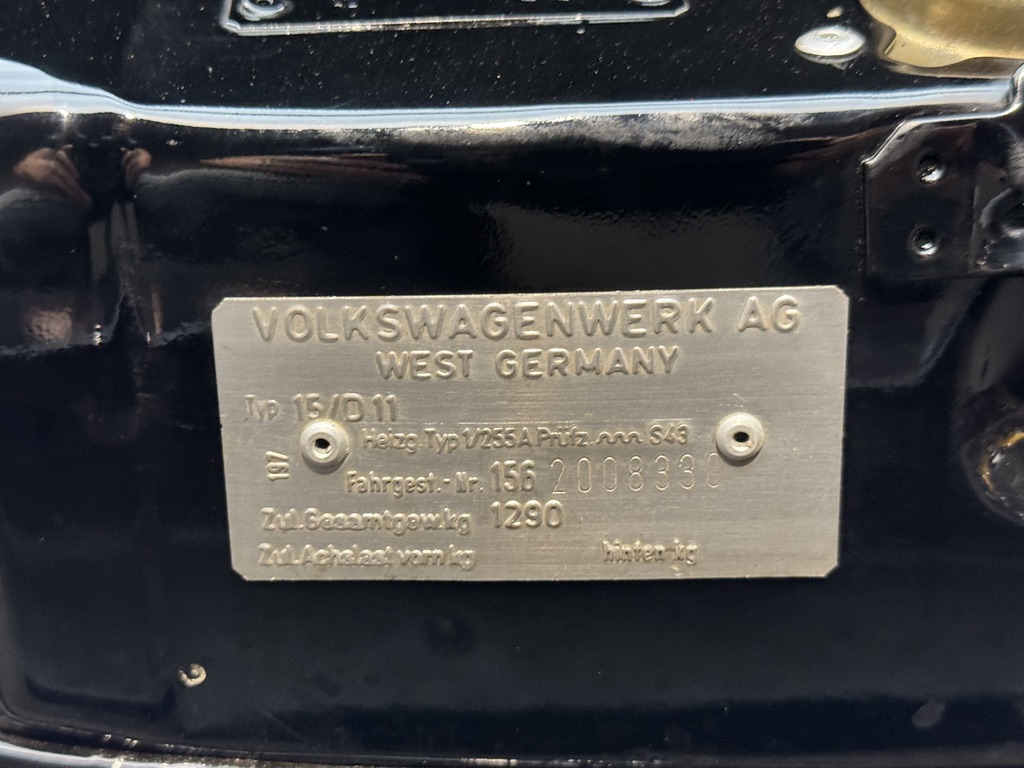 VOLKSWAGENWERK AG
WEST GERMANY
Typ 15/D 11
Heizg. Typ 1/255 A Prüfz. ᨓ S43
197
Fahrgest.-Nr. 156 2008330
Zul. Gesamtgew. kg 1290
Zul. Achslast vorn kg hinten kg